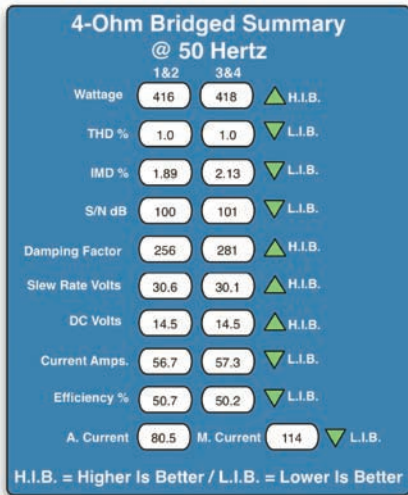 4-Ohm Bridged Summary
@ 50 Hertz
1&2 3&4
Wattage 416 418 H.I.B.
THD % 1.0 1.0 L.I.B.
IMD % 1.89 2.13 L.I.B.
S/N dB 100 101 L.I.B.
Damping Factor 256 281 H.I.B.
Slew Rate Volts 30.6 30.1 H.I.B.
DC Volts 14.5 14.5 H.I.B.
Current Amps. 56.7 57.3 L.I.B.
Efficiency % 50.7 50.2 L.I.B.
A. Current 80.5 M. Current 114 L.I.B.
H.I.B. = Higher Is Better / L.I.B. = Lower Is Better